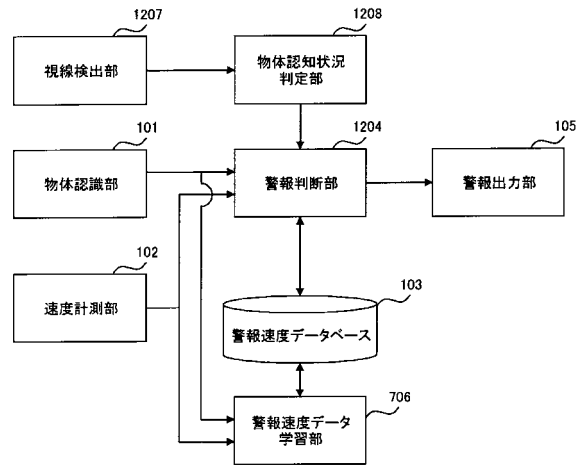 1207
視線検出部
1208
物体認知状況
判定部
101
物体認識部
1204
警報判断部
105
警報出力部
102
速度計測部
103
警報速度データベース
706
警報速度データ
学習部